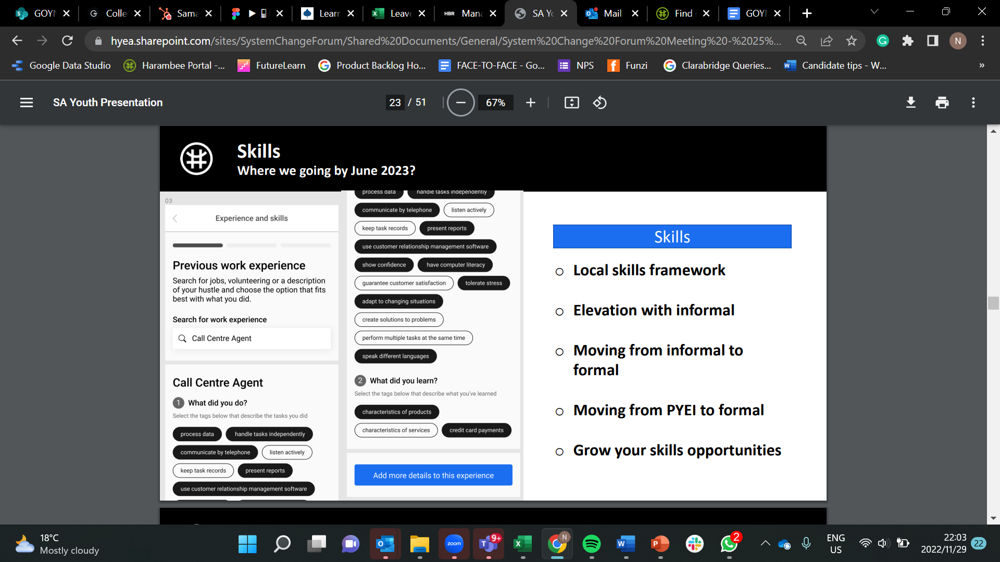 GOYN
Colle
Sama
Learn
Leave
HBR
Mana
SA Yo
Mail
Find
GOYN
hyea.sharepoint.com/sites/SystemChangeForum/Shared%20Documents/General/System%20Change%20Forum%20Meeting%20-%2025%...
N
Google Data Studio
Harambee Portal -...
FutureLearn
Product Backlog Ho...
FACE-TO-FACE - Go...
NPS
Funzi
Clarabridge Queries...
Candidate tips - W...
»
SA Youth Presentation
23 / 51
67%
Skills
Where we going by June 2023?
03
Experience and skills
Previous work experience
Search for jobs, volunteering or a description
of your hustle and choose the option that fits
best with what you did.
Search for work experience
Call Centre Agent
Call Centre Agent
1 What did you do?
Select the tags below that describe the tasks you did
process data
handle tasks independently
communicate by telephone
listen actively
keep task records
present reports
use customer relationship management software
process data
handle tasks independently
communicate by telephone
listen actively
keep task records
present reports
use customer relationship management software
show confidence
have computer literacy
guarantee customer satisfaction
tolerate stress
adapt to changing situations
create solutions to problems
perform multiple tasks at the same time
speak different languages
2 What did you learn?
Select the tags below that describe what you've learned
characteristics of products
characteristics of services
credit card payments
Add more details to this experience
Skills
Local skills framework
Elevation with informal
Moving from informal to
formal
Moving from PYEI to formal
Grow your skills opportunities
18°C
Mostly cloudy
zoom
9+
N
2
ENG
US
22:03
2022/11/29
22